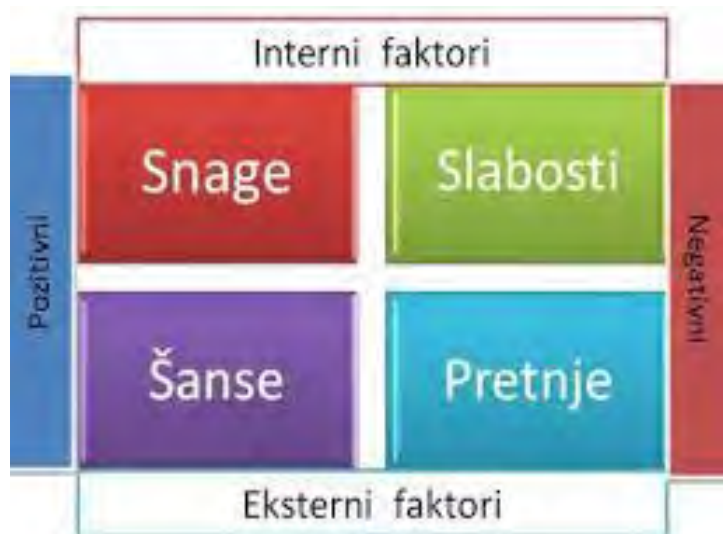 Interni faktori
Pozitivni
Snage
Slabosti
Negativni
Šanse
Pretnje
Eksterni faktori